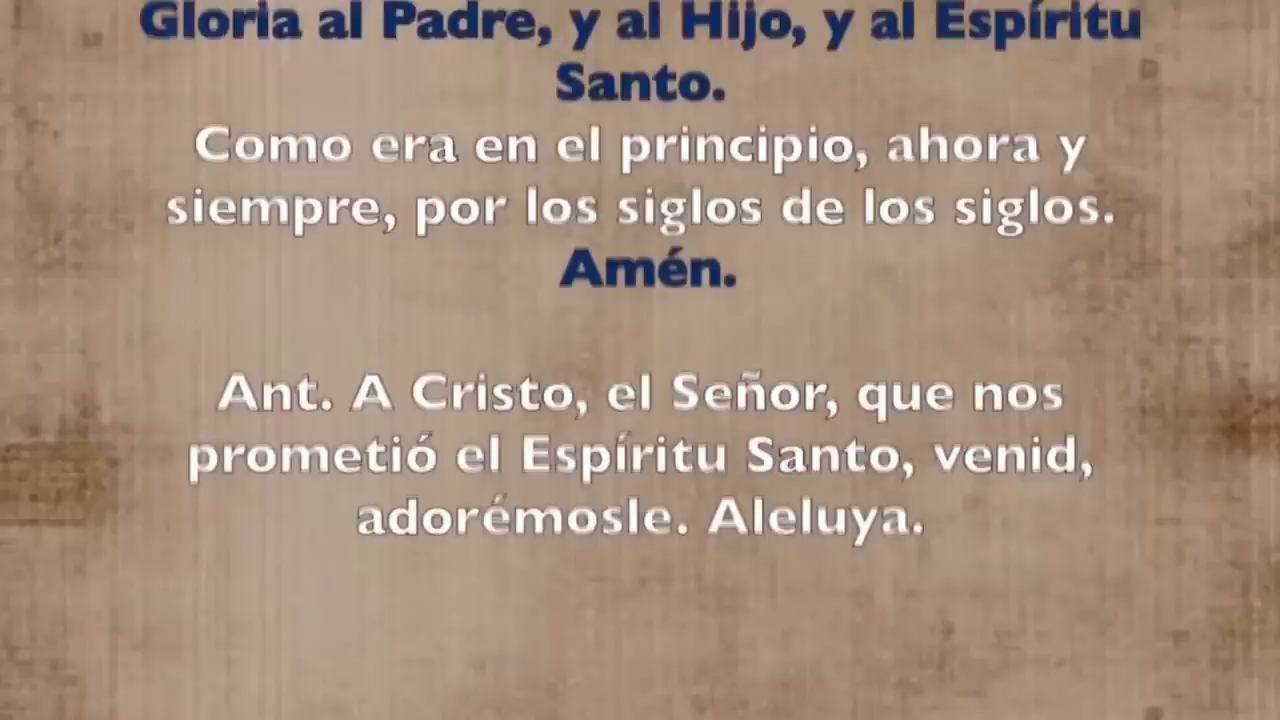 Gloria al Padre, y al Hijo, y al Espíritu
Santo.
Como era en el principio, ahora y
siempre, por los siglos de los siglos.
Amén.
Ant. A Cristo, el Señor, que nos
prometió el Espíritu Santo, venid,
adorémosle. Aleluya.